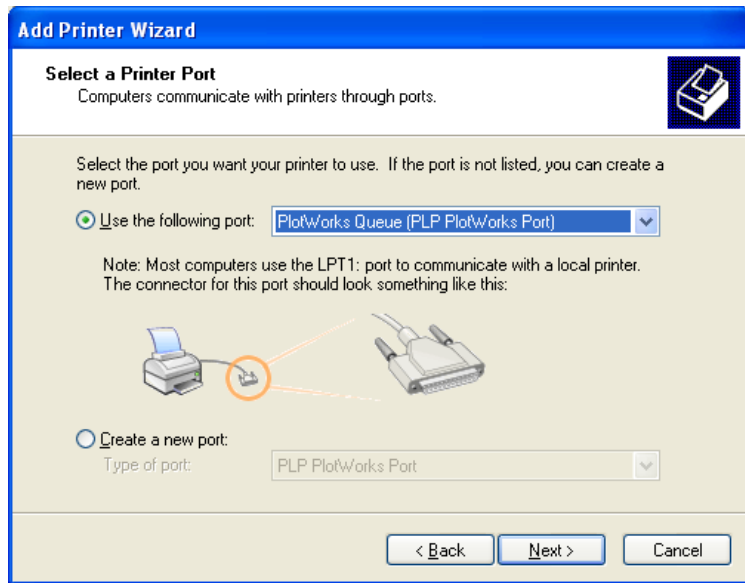 Add Printer Wizard
Select a Printer Port
Computers communicate with printers through ports.
Select the port you want your printer to use. If the port is not listed, you can create a
new port.
Use the following port: PlotWorks Queue (PLP PlotWorks Port)
Note: Most computers use the LPT1: port to communicate with a local printer.
The connector for this port should look something like this:
Create a new port:
Type of port: PLP PlotWorks Port
< Back Next > Cancel